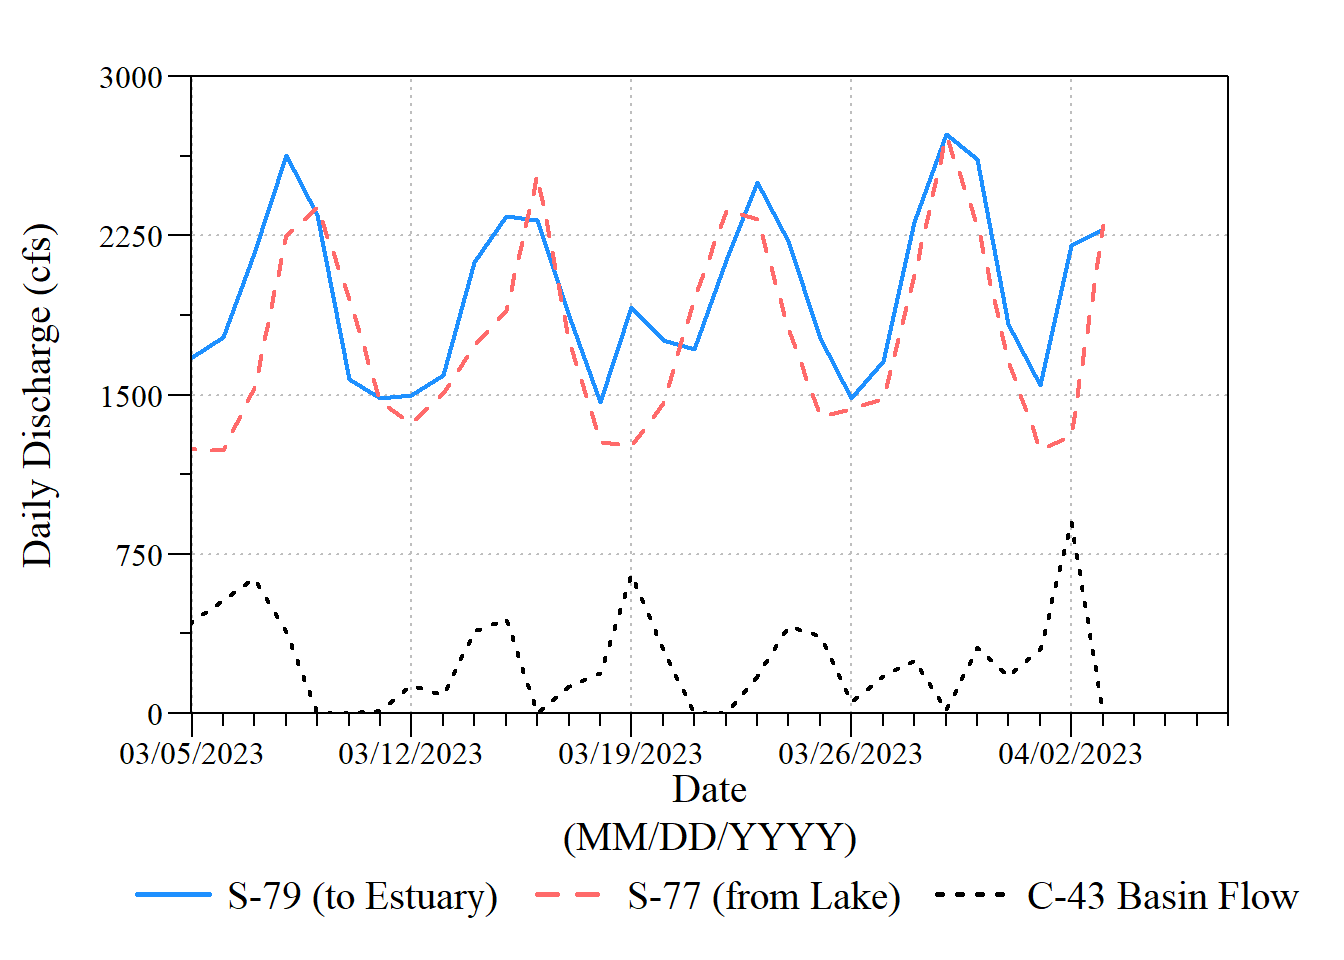 3000
2250
1500
750
0
Daily Discharge (cfs)
03/05/2023 03/12/2023 03/19/2023 03/26/2023 04/02/2023
Date
(MM/DD/YYYY)
S-79 (to Estuary) S-77 (from Lake) C-43 Basin Flow